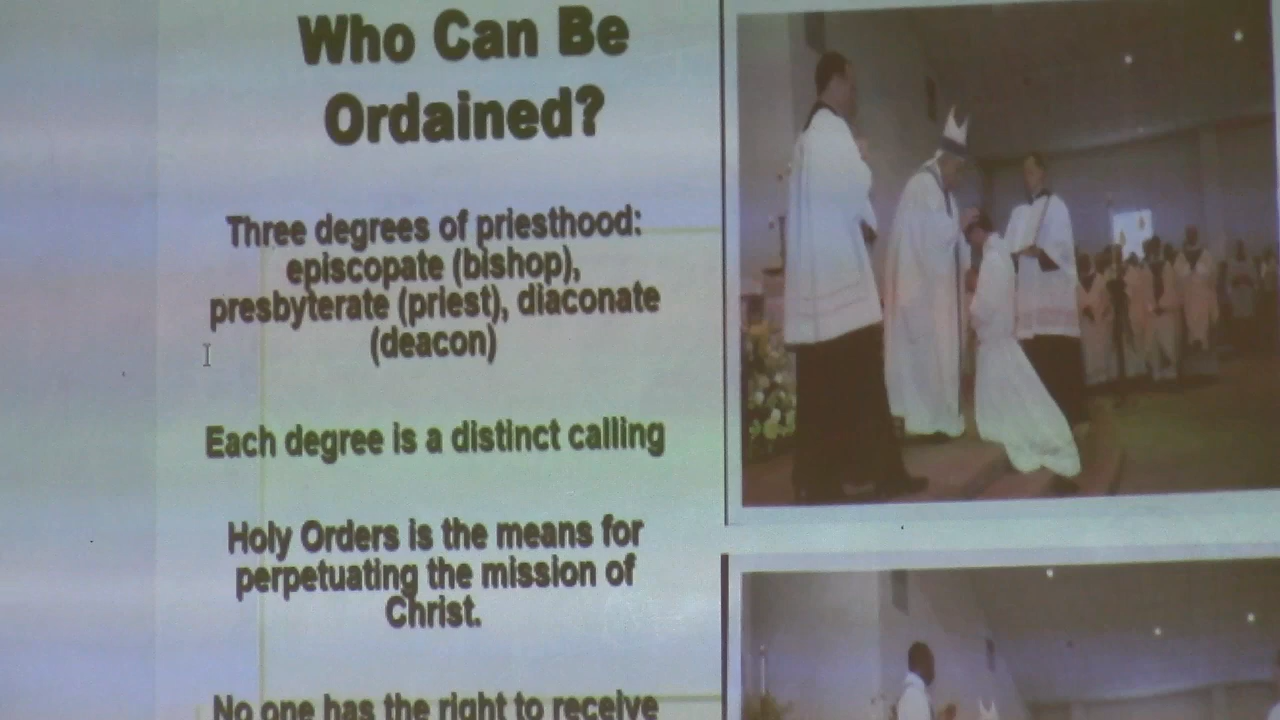 Who Can Be
Ordained?
Three degrees of priesthood:
episcopate (bishop),
presbyterate (priest), diaconate
(deacon)
Each degree is a distinct calling
Holy Orders is the means for
perpetuating the mission of
Christ.
No one has the right to receive